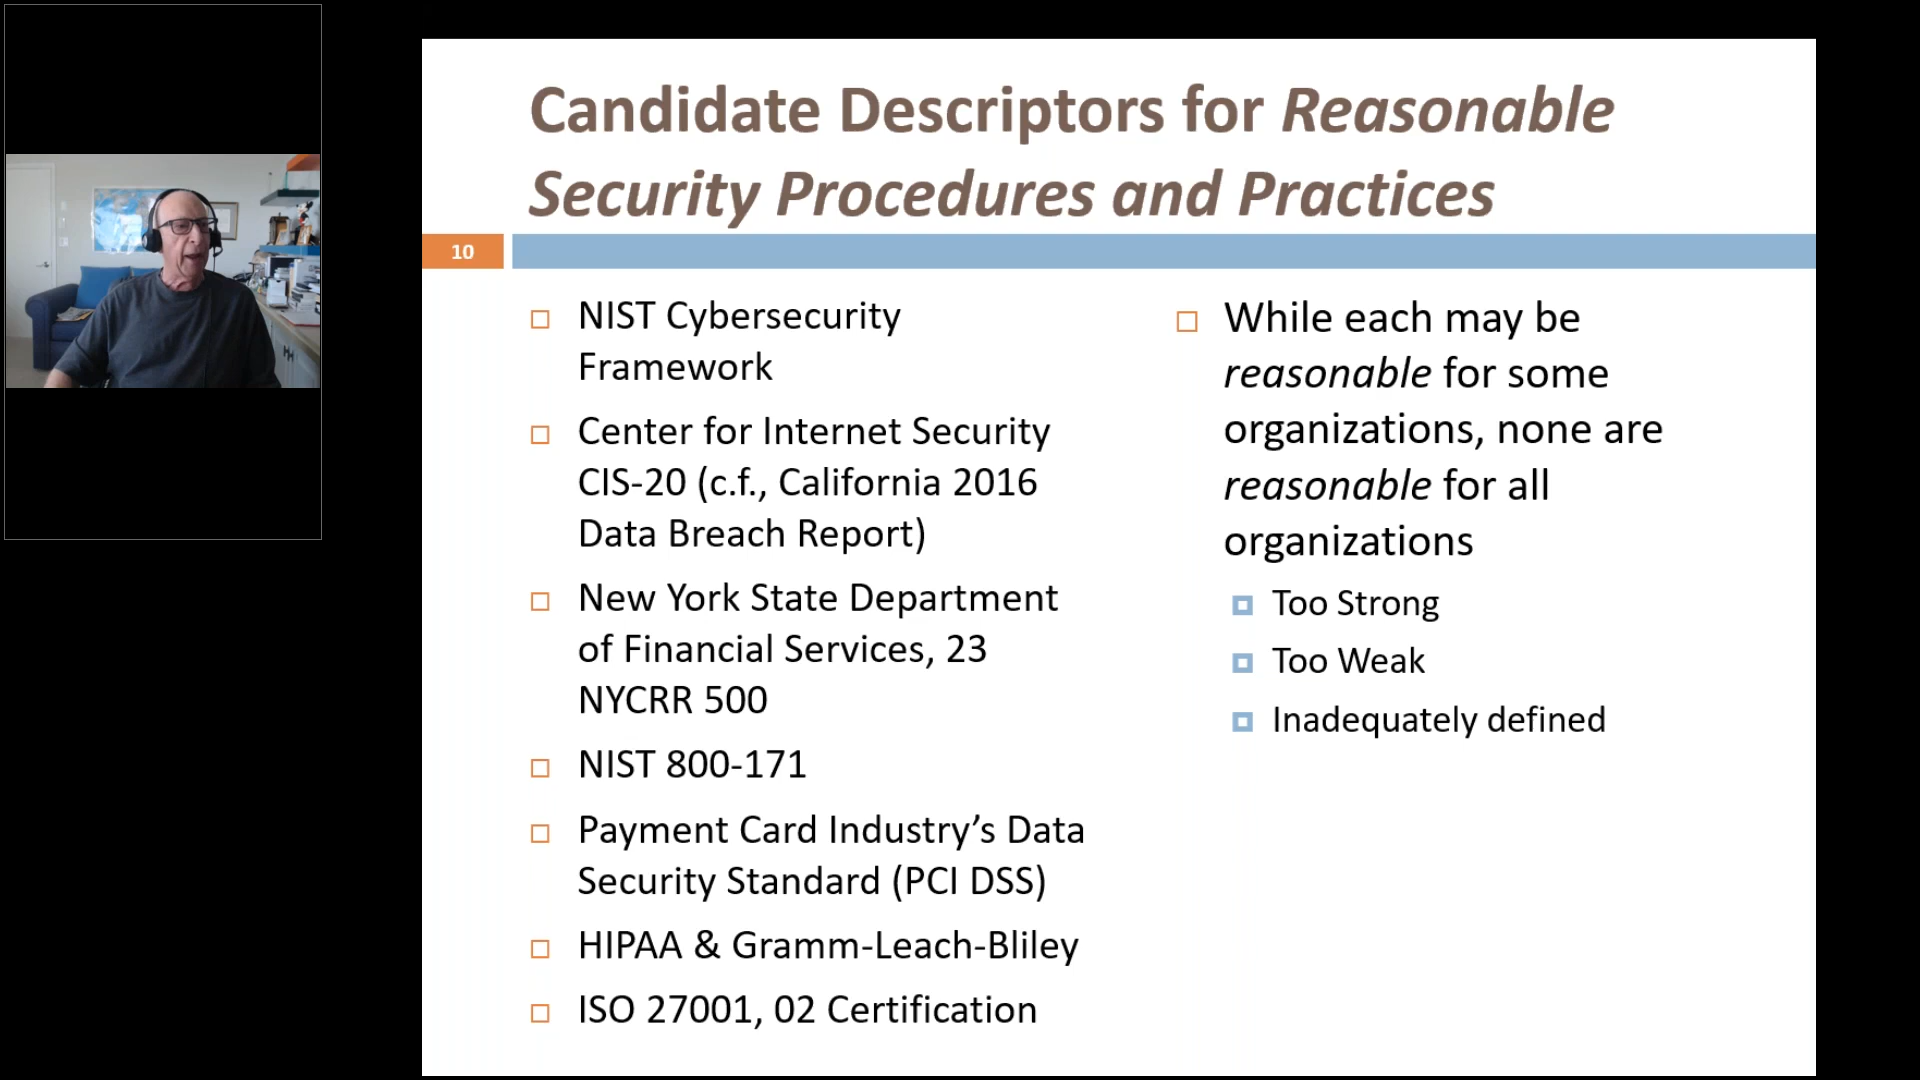 Candidate Descriptors for Reasonable
Security Procedures and Practices
10
NIST Cybersecurity
Framework
Center for Internet Security
CIS-20 (c.f., California 2016
Data Breach Report)
New York State Department
of Financial Services, 23
NYCRR 500
NIST 800-171
Payment Card Industry’s Data
Security Standard (PCI DSS)
HIPAA & Gramm-Leach-Bliley
ISO 27001, 02 Certification
While each may be
reasonable for some
organizations, none are
reasonable for all
organizations
Too Strong
Too Weak
Inadequately defined